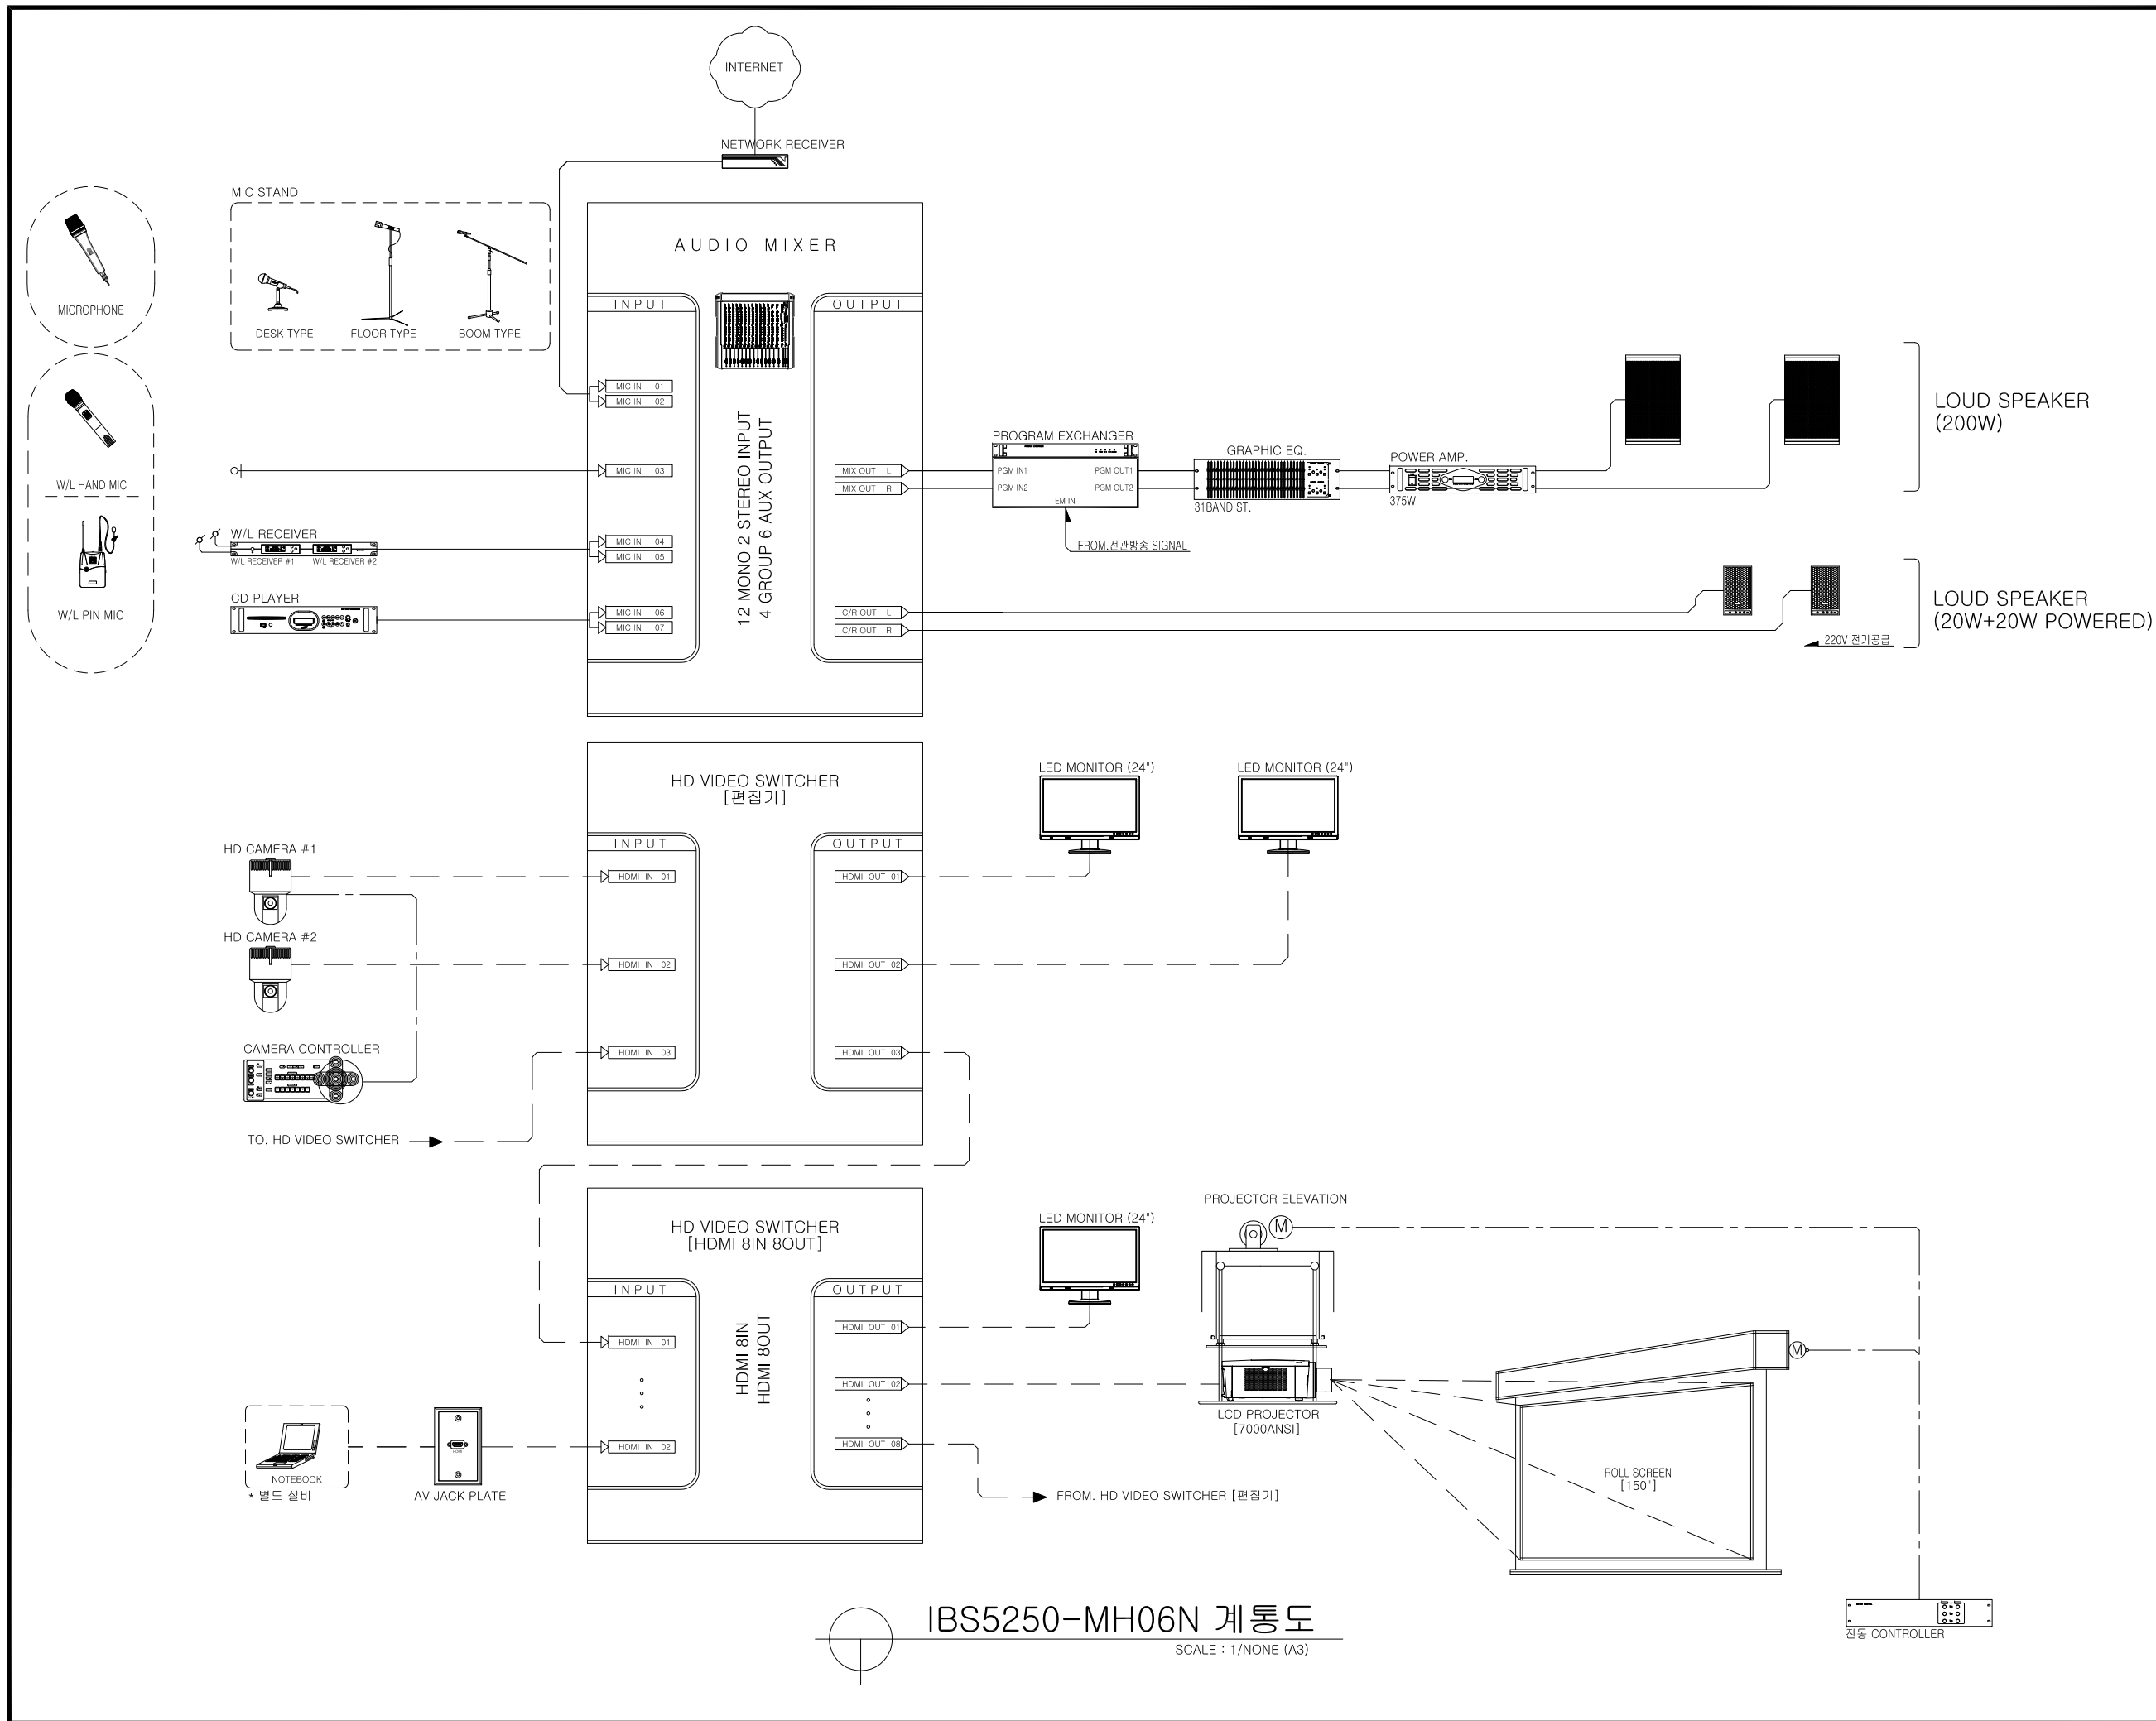 INTERNET
NETWORK RECEIVER
MICROPHONE
MIC STAND
DESK TYPE
FLOOR TYPE
BOOM TYPE
W/L HAND MIC
W/L PIN MIC
W/L RECEIVER
W/L RECEIVER #1
W/L RECEIVER #2
CD PLAYER
AUDIO MIXER
INPUT
OUTPUT
MIC IN 01
MIC IN 02
MIC IN 03
MIC IN 04
MIC IN 05
MIC IN 06
MIC IN 07
12 MONO 2 STEREO INPUT
4 GROUP 6 AUX OUTPUT
MIX OUT L
MIX OUT R
C/R OUT L
C/R OUT R
PROGRAM EXCHANGER
PGM IN1
PGM OUT1
PGM IN2
PGM OUT2
EM IN
FROM.전관방송 SIGNAL
GRAPHIC EQ.
31BAND ST.
POWER AMP.
375W
LOUD SPEAKER
(200W)
LOUD SPEAKER
(20W+20W POWERED)
220V 전기공급
HD VIDEO SWITCHER
[편집기]
INPUT
OUTPUT
HDMI IN 01
HDMI IN 02
HDMI IN 03
HDMI OUT 01
HDMI OUT 02
HDMI OUT 03
HD CAMERA #1
HD CAMERA #2
CAMERA CONTROLLER
TO. HD VIDEO SWITCHER
LED MONITOR (24")
LED MONITOR (24")
HD VIDEO SWITCHER
[HDMI 8IN 8OUT]
INPUT
OUTPUT
HDMI IN 01
HDMI IN 02
HDMI 8IN
HDMI 8OUT
HDMI OUT 01
HDMI OUT 02
HDMI OUT 08
NOTEBOOK
* 별도 설비
AV JACK PLATE
LED MONITOR (24")
PROJECTOR ELEVATION
M
LCD PROJECTOR
[7000ANSI]
FROM. HD VIDEO SWITCHER [편집기]
M
ROLL SCREEN
[150"]
전동 CONTROLLER
IBS5250-MH06N 계통도
SCALE : 1/NONE (A3)